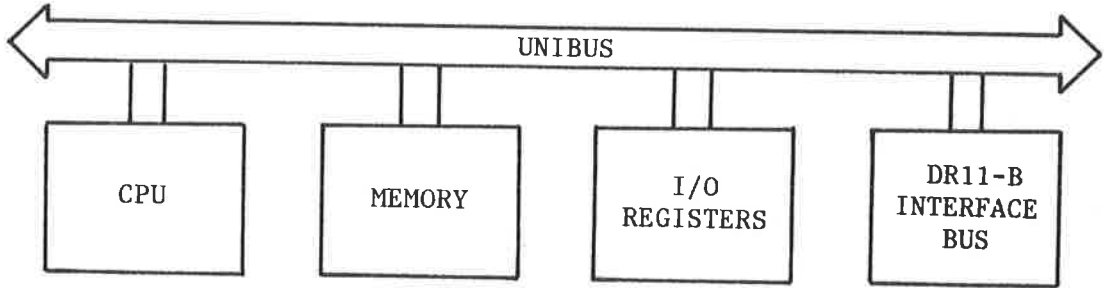 UNIBUS
CPU
MEMORY
I/O
REGISTERS
DR11-B
INTERFACE
BUS